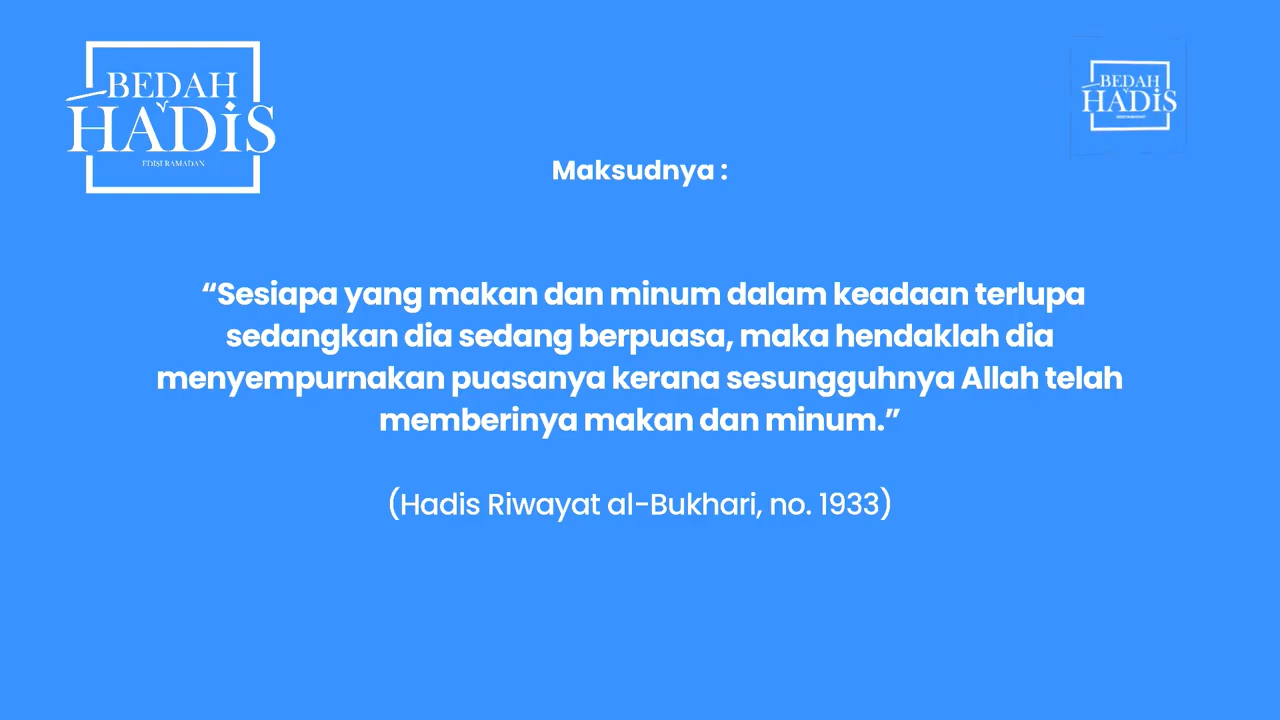 BEDAH
HADIS
EDISI RAMADAN
BEDAH
HADIS
Maksudnya :
“Sesiapa yang makan dan minum dalam keadaan terlupa
sedangkan dia sedang berpuasa, maka hendaklah dia
menyempurnakan puasanya kerana sesungguhnya Allah telah
memberinya makan dan minum.”
(Hadis Riwayat al-Bukhari, no. 1933)